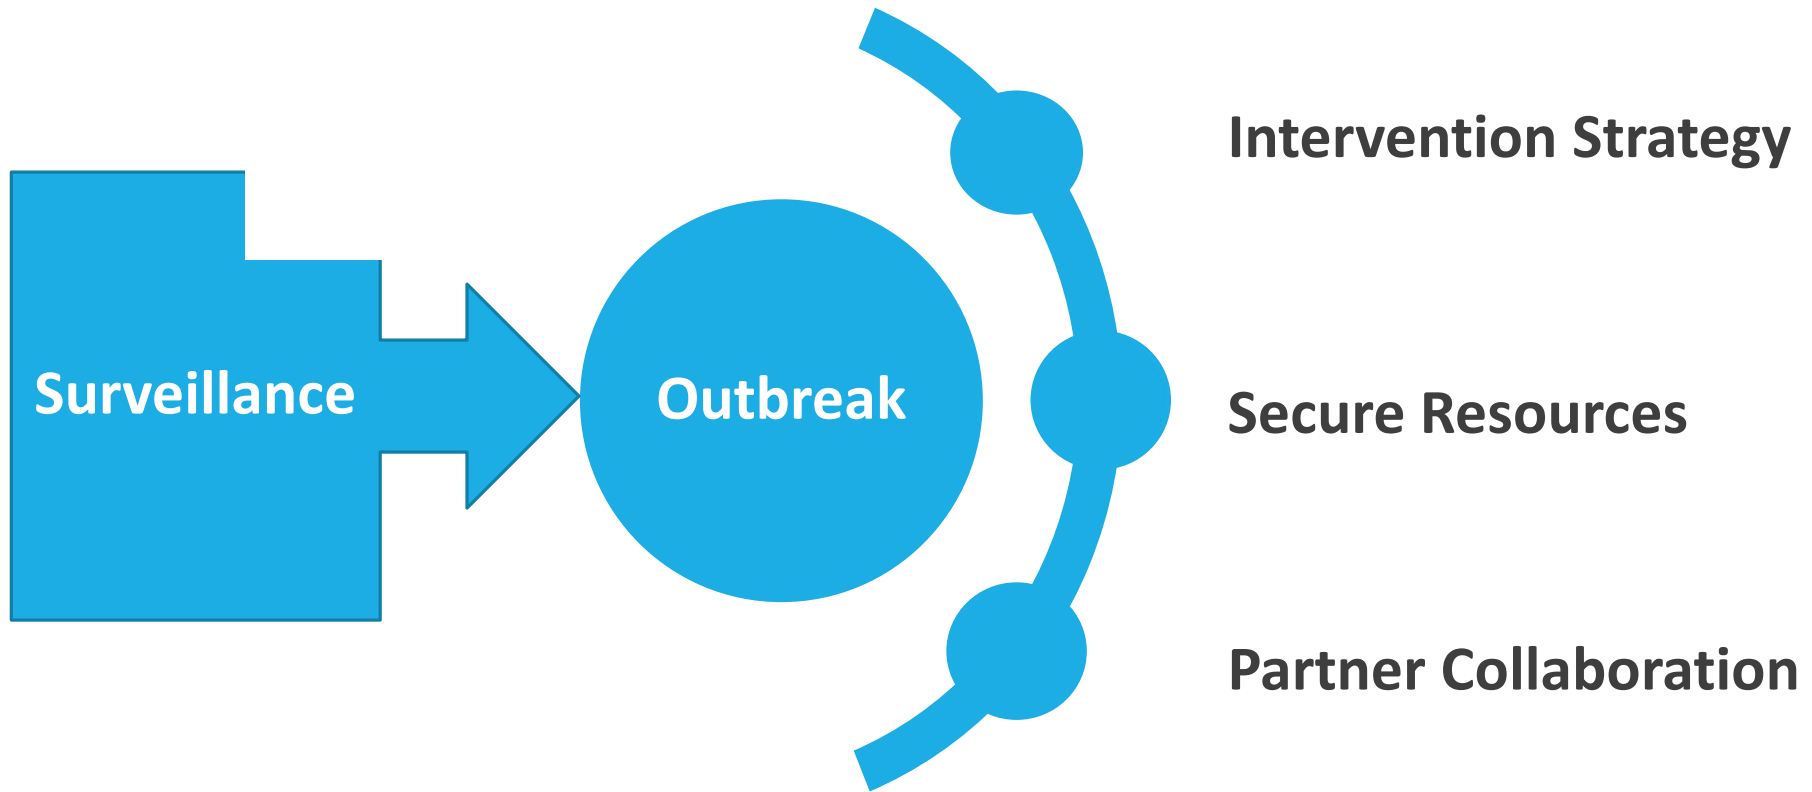 Intervention Strategy
Surveillance
Outbreak
Secure Resources
Partner Collaboration